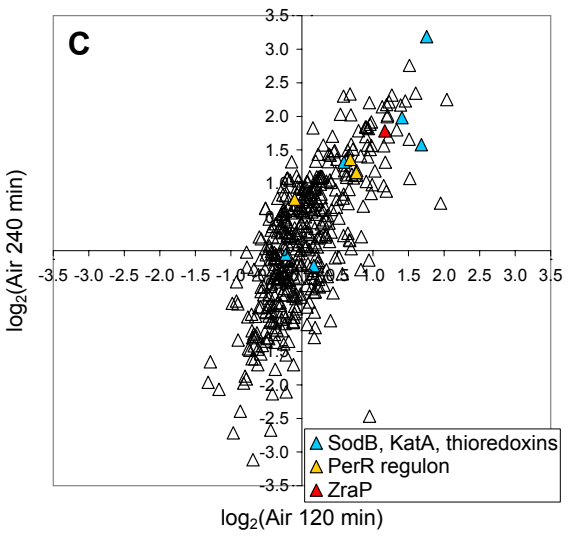 C
3.5
3.0
2.5
2.0
1.5
1
-3.5 -3.0 -2.5 -2.0 -1.5 -1.0 0.5 1.0 1.5 2.0 2.5 3.0 3.5
-2.0
-2.5
-3.0
-3.5
log₂(Air 240 min)
log₂(Air 120 min)
SodB, KatA, thioredoxins
PerR regulon
ZraP